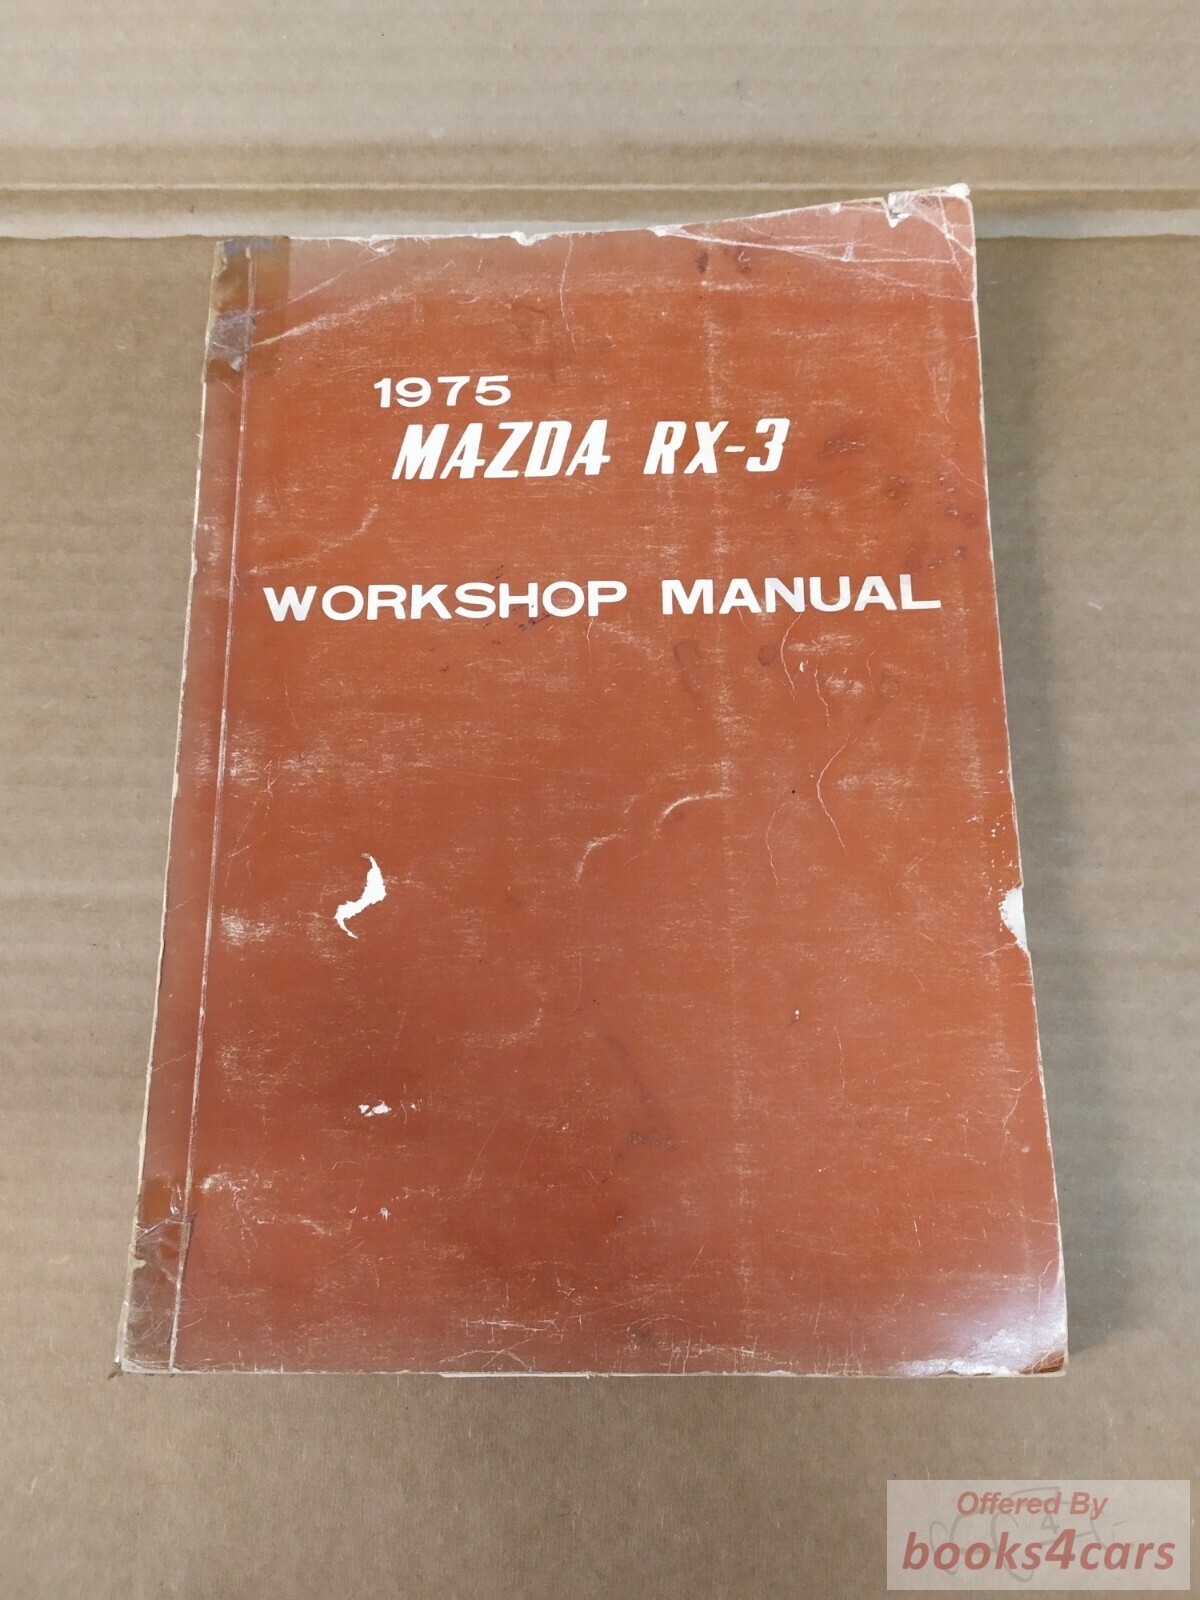 1975
MAZDA RX-3
WORKSHOP MANUAL
Offered By
books4cars